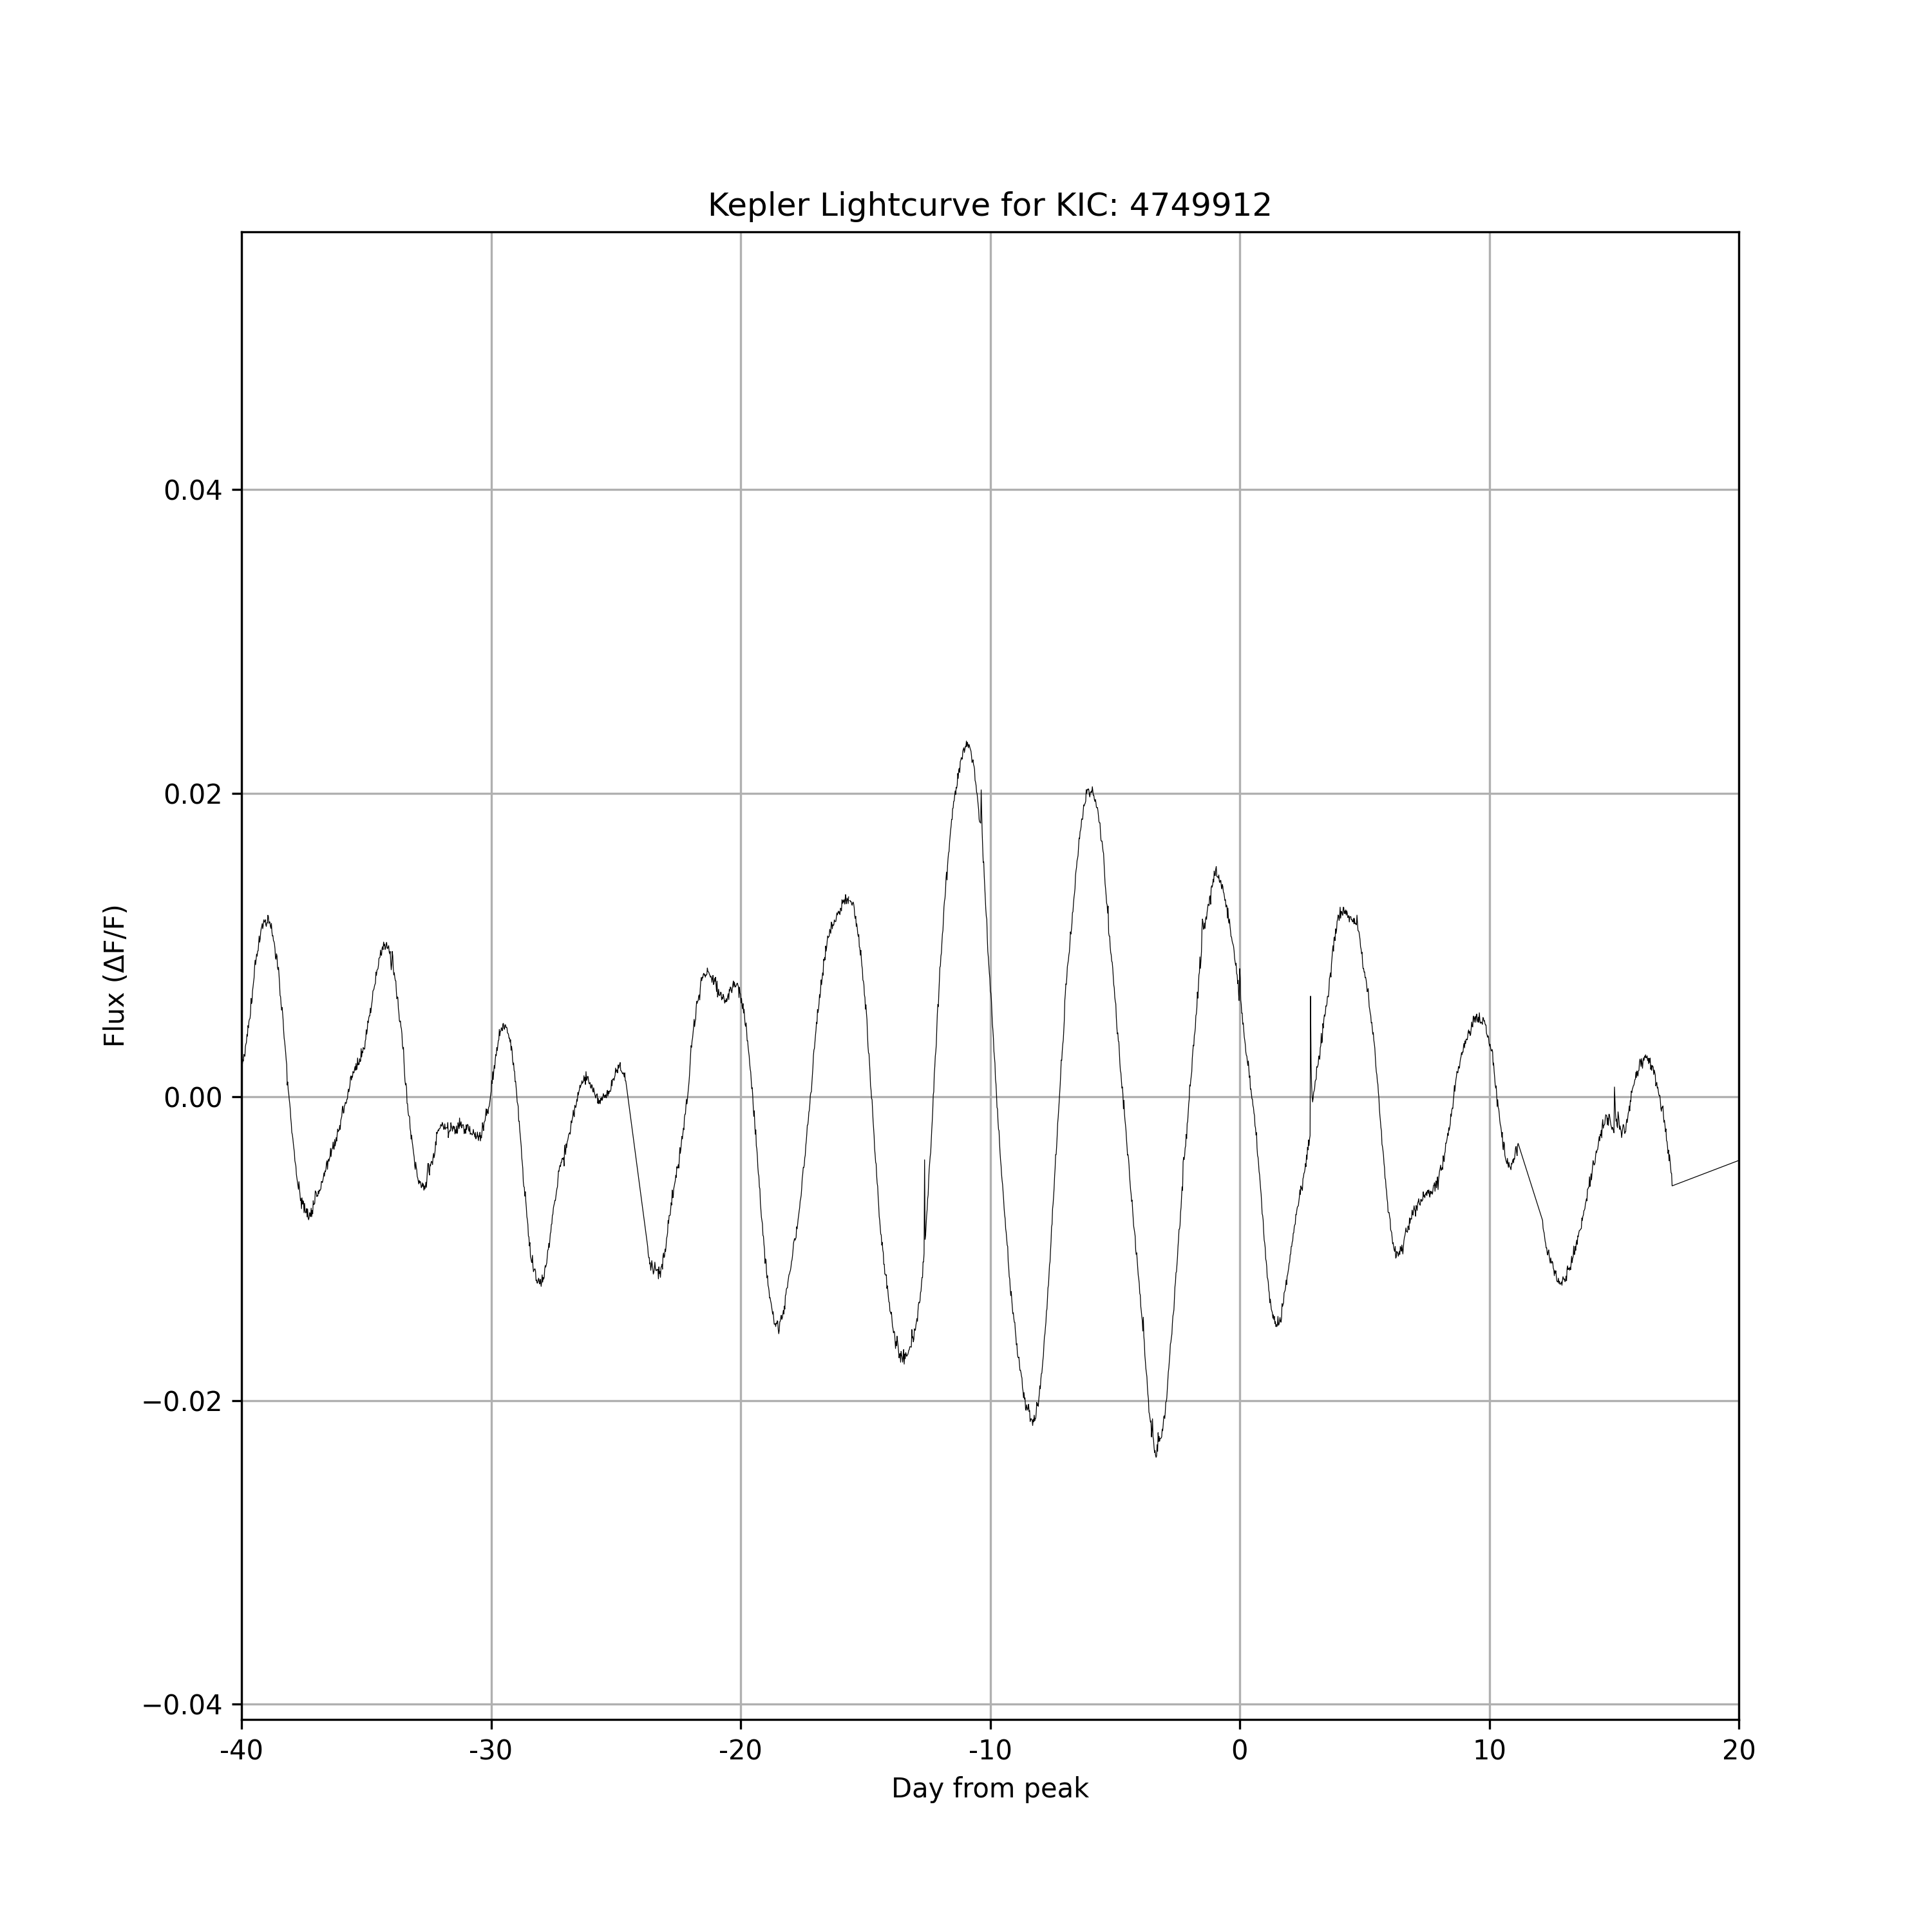 Kepler Lightcurve for KIC: 4749912
0.04
0.02
0.00
−0.02
−0.04
Flux (ΔF/F)
-40 -30 -20 -10 0 10 20
Day from peak